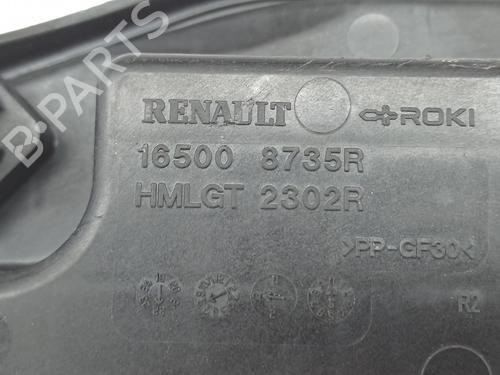 B-PARTS
RENAULT ROKI
16500 8735R
HMLGT 2302R
>PP-GF30<
R2